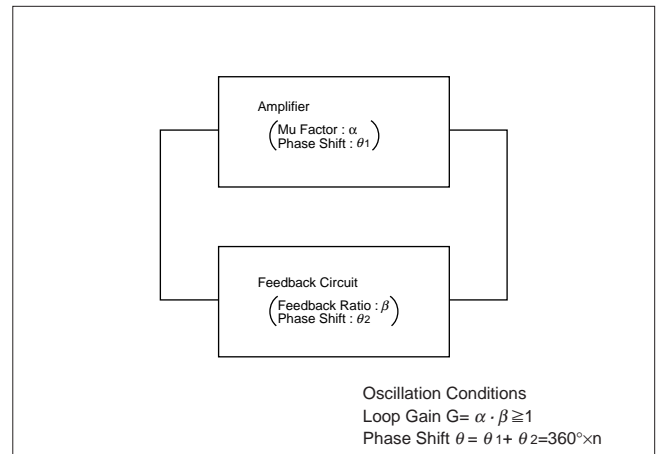 Amplifier
(Mu Factor : α
Phase Shift : θ1)
Feedback Circuit
(Feedback Ratio : β
Phase Shift : θ2)
Oscillation Conditions
Loop Gain G= α · β ≧1
Phase Shift θ = θ1+ θ2=360°×n